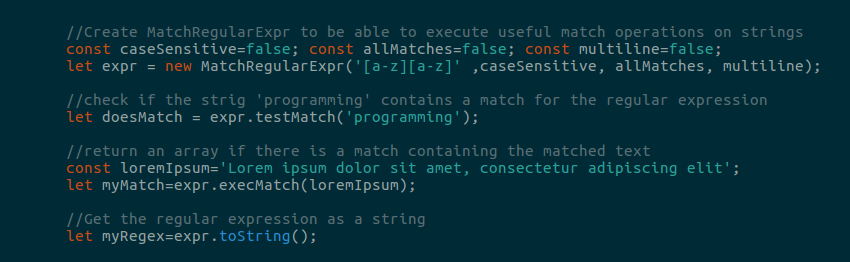 //Create MatchRegularExpr to be able to execute useful match operations on strings
const caseSensitive=false; const allMatches=false; const multiline=false;
let expr = new MatchRegularExpr('[a-z][a-z]' ,caseSensitive, allMatches, multiline);
//check if the strig 'programming' contains a match for the regular expression
let doesMatch = expr.testMatch('programming');
//return an array if there is a match containing the matched text
const loremIpsum='Lorem ipsum dolor sit amet, consectetur adipiscing elit';
let myMatch=expr.execMatch(loremIpsum);
//Get the regular expression as a string
let myRegex=expr.toString();